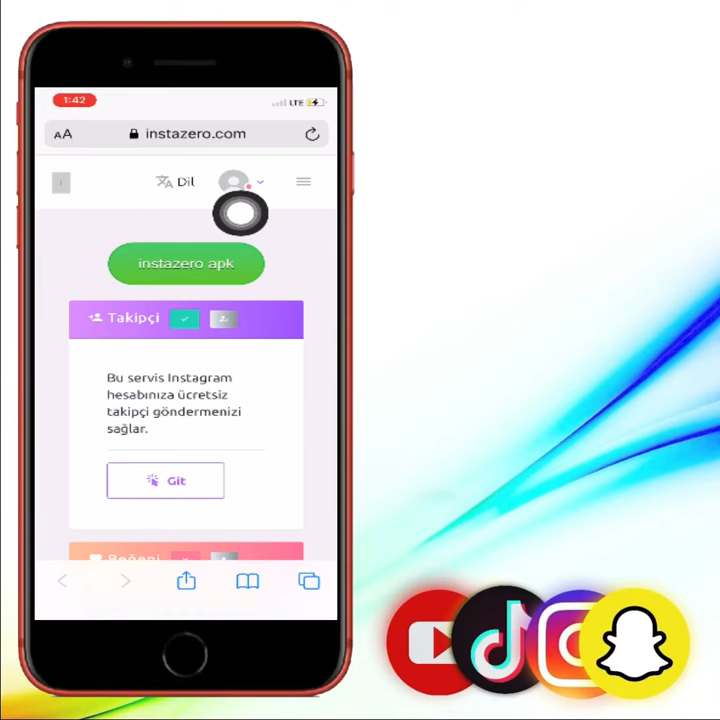 1:42
LTE
AA instazero.com
Dil
instazero apk
Takipçi
Bu servis Instagram
hesabınıza ücretsiz
takipçi göndermenizi
sağlar.
Git
Beğeni